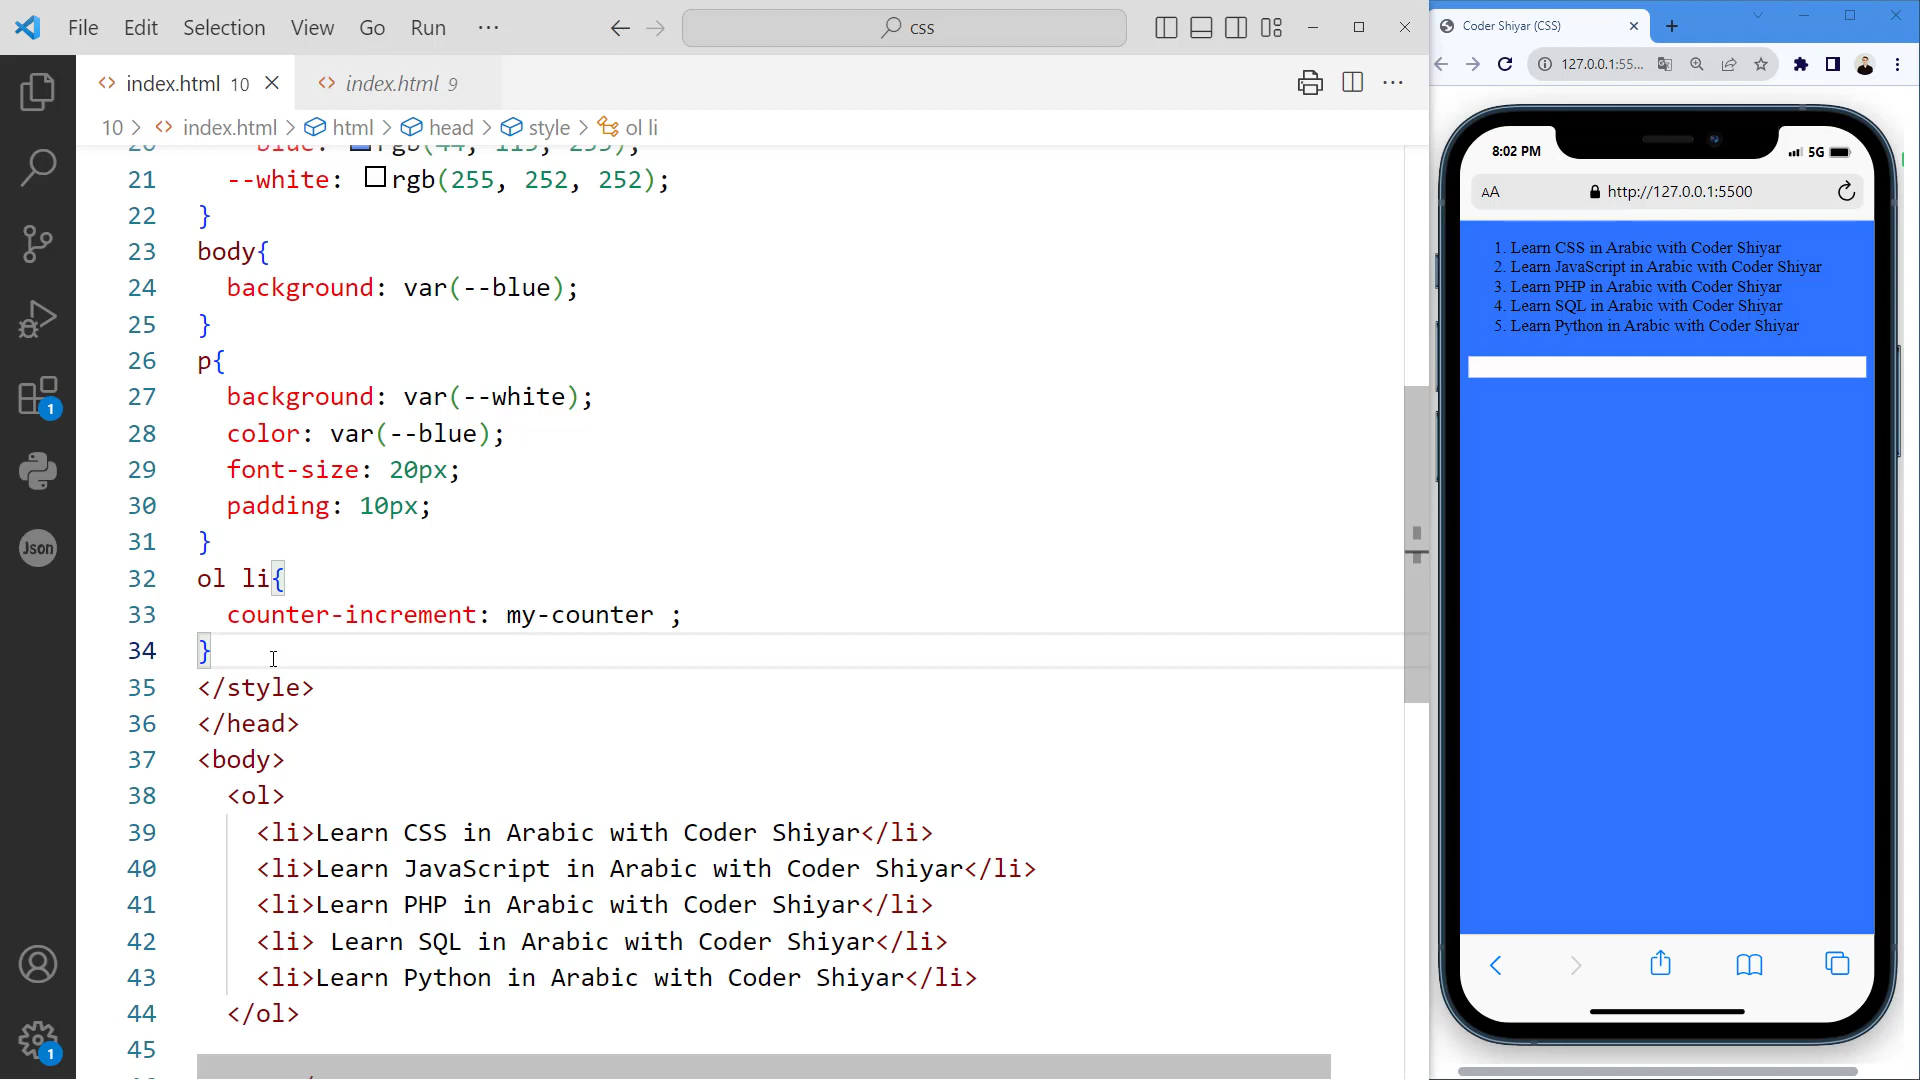 File Edit Selection View Go Run ··· css
index.html 10 index.html 9
10 > index.html > html > head > style > ol li
20 --blue: rgb(44, 115, 255);
21 --white: rgb(255, 252, 252);
22 }
23 body{
24 background: var(--blue);
25 }
26 p{
27 background: var(--white);
28 color: var(--blue);
29 font-size: 20px;
30 padding: 10px;
31 }
32 ol li{
33 counter-increment: my-counter ;
34 }
35 </style>
36 </head>
37 <body>
38 <ol>
39 <li>Learn CSS in Arabic with Coder Shiyar</li>
40 <li>Learn JavaScript in Arabic with Coder Shiyar</li>
41 <li>Learn PHP in Arabic with Coder Shiyar</li>
42 <li> Learn SQL in Arabic with Coder Shiyar</li>
43 <li>Learn Python in Arabic with Coder Shiyar</li>
44 </ol>
45
1
Json
1
Coder Shiyar (CSS)
127.0.0.1:55...
8:02 PM 5G
AA http://127.0.0.1:5500
1. Learn CSS in Arabic with Coder Shiyar
2. Learn JavaScript in Arabic with Coder Shiyar
3. Learn PHP in Arabic with Coder Shiyar
4. Learn SQL in Arabic with Coder Shiyar
5. Learn Python in Arabic with Coder Shiyar